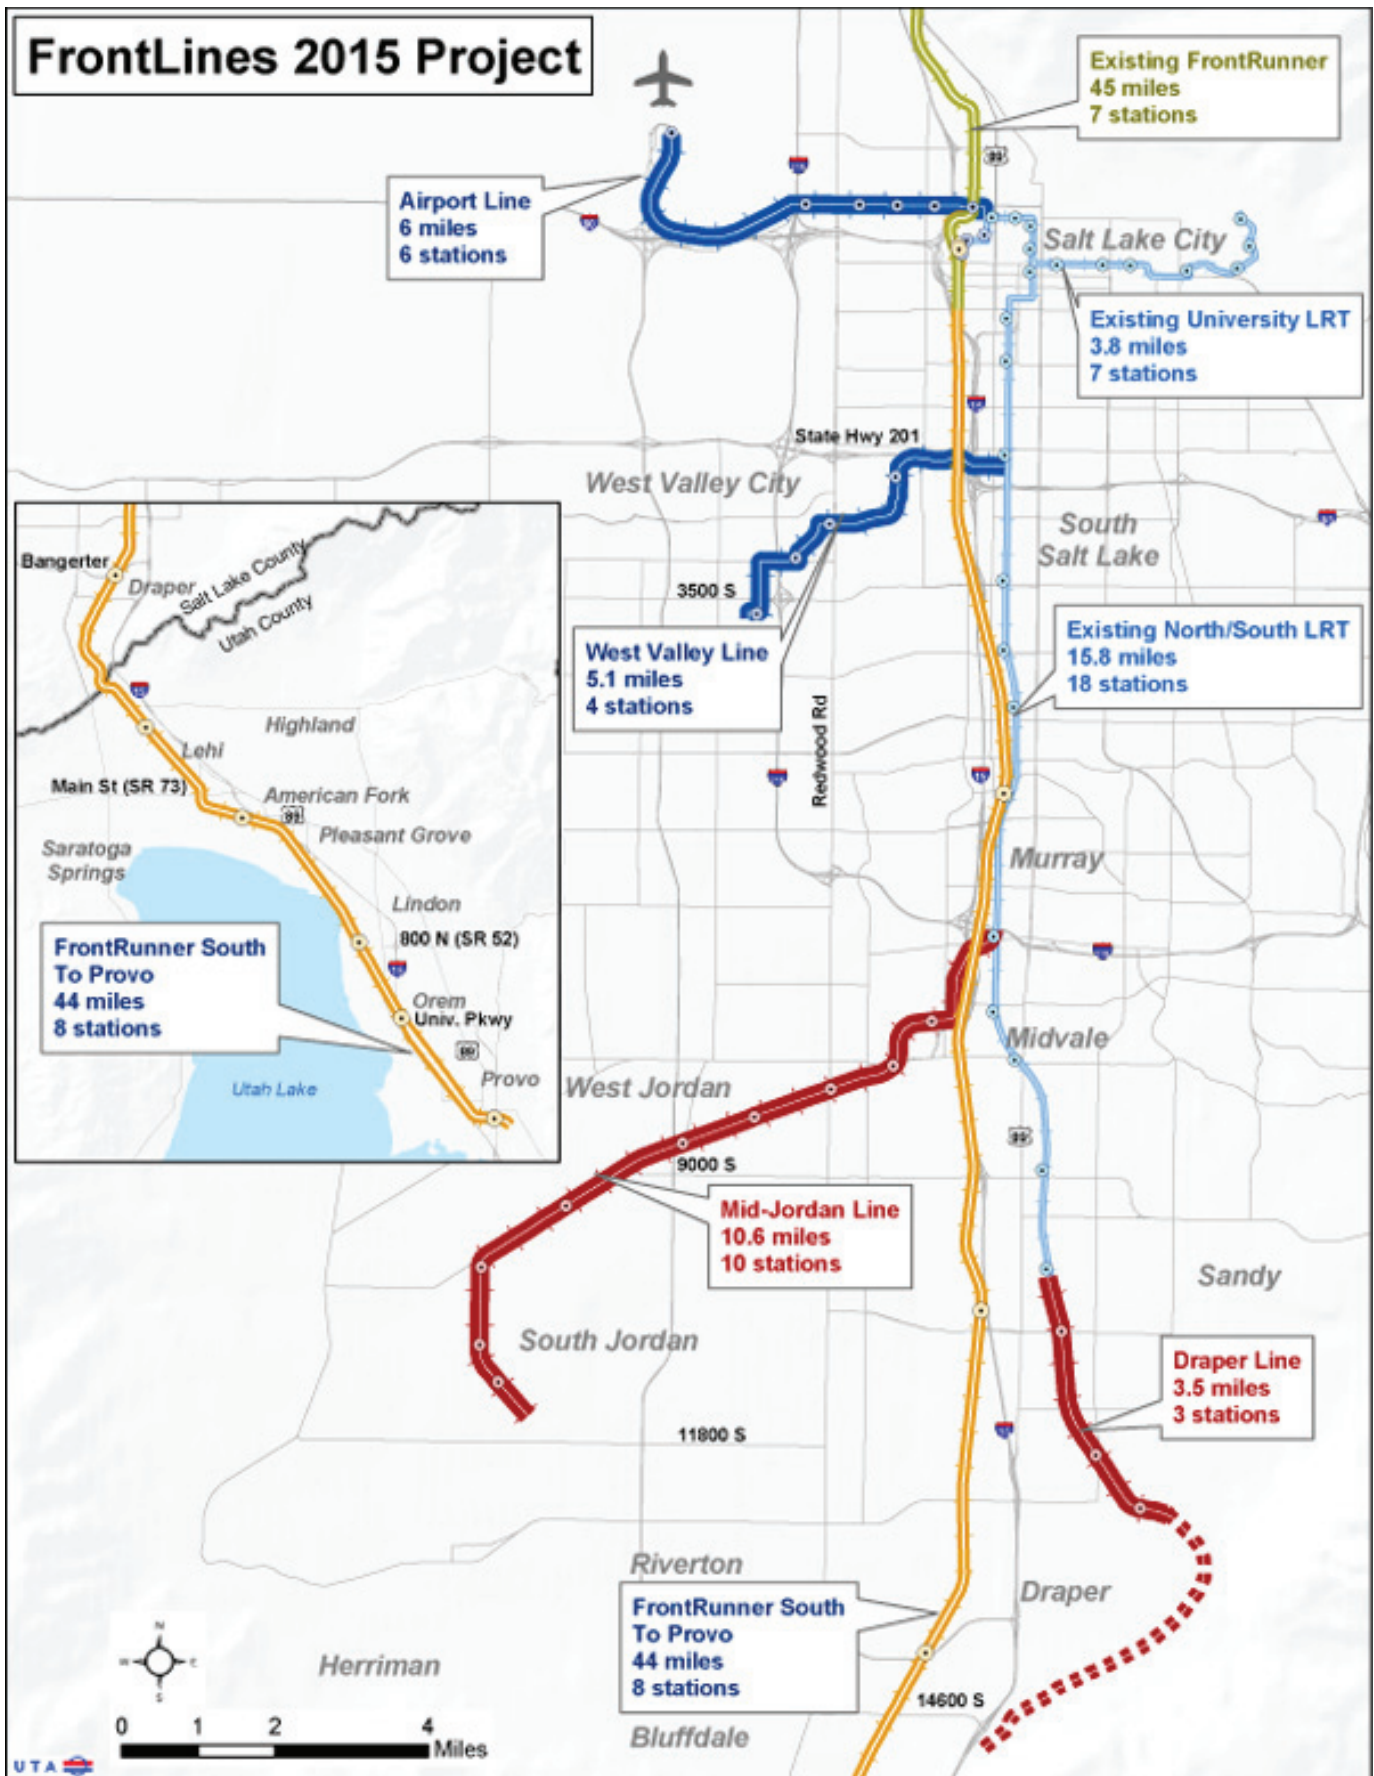 FrontLines 2015 Project
Existing FrontRunner
45 miles
7 stations
89
Airport Line
6 miles
6 stations
Salt Lake City
Existing University LRT
3.8 miles
7 stations
State Hwy 201
West Valley City
South
Salt Lake
3500 S
Existing North/South LRT
15.8 miles
18 stations
West Valley Line
5.1 miles
4 stations
Redwood Rd
Murray
Midvale
West Jordan
89
9000 S
Mid-Jordan Line
10.6 miles
10 stations
Sandy
South Jordan
Draper Line
3.5 miles
3 stations
11800 S
Riverton
Draper
FrontRunner South
To Provo
44 miles
8 stations
Herriman
14600 S
Bluffdale
Bangerter
Draper
Salt Lake County
Utah County
Highland
Lehi
Main St (SR 73)
American Fork
89
Pleasant Grove
Saratoga
Springs
Lindon
800 N (SR 52)
FrontRunner South
To Provo
44 miles
8 stations
Orem
Univ. Pkwy
89
Provo
Utah Lake
N
W E
S
0 1 2 4
Miles
UTA